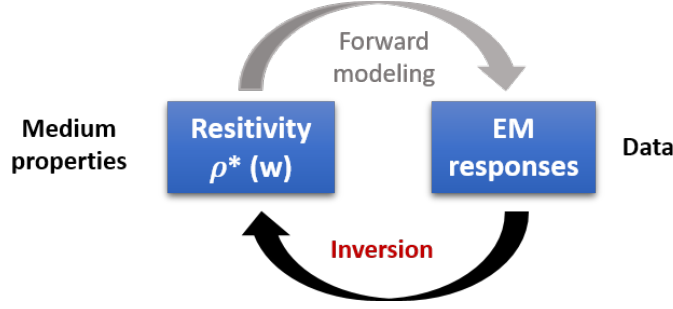 Forward
modeling
Medium
properties
Resitivity
ρ* (w)
EM
responses
Data
Inversion